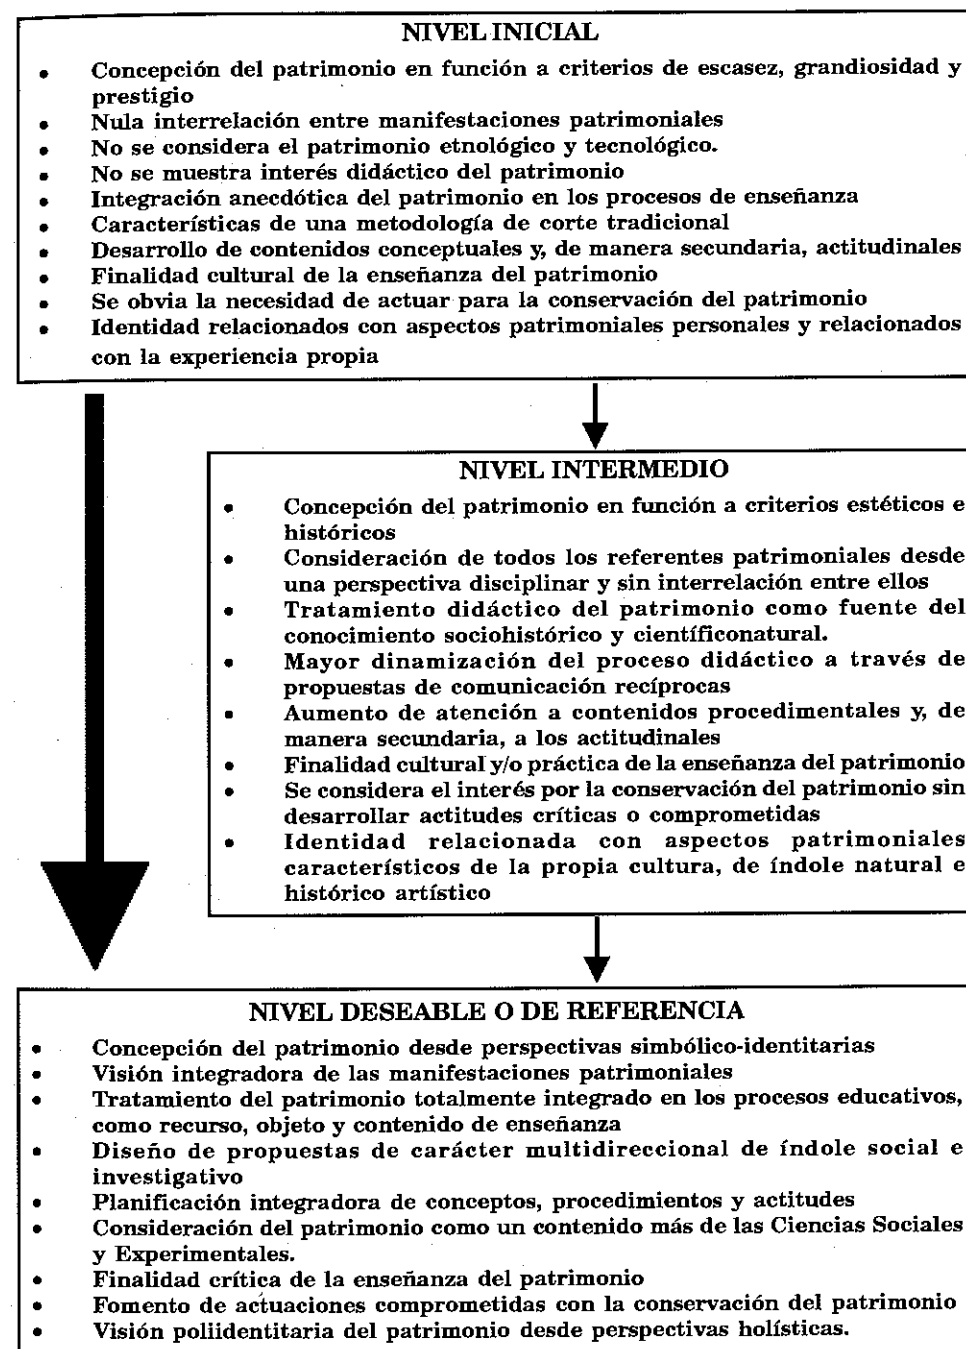 NIVEL INICIAL
• Concepción del patrimonio en función a criterios de escasez, grandiosidad y
prestigio
• Nula interrelación entre manifestaciones patrimoniales
• No se considera el patrimonio etnológico y tecnológico.
• No se muestra interés didáctico del patrimonio
• Integración anecdótica del patrimonio en los procesos de enseñanza
• Características de una metodología de corte tradicional
• Desarrollo de contenidos conceptuales y, de manera secundaria, actitudinales
• Finalidad cultural de la enseñanza del patrimonio
• Se obvia la necesidad de actuar para la conservación del patrimonio
• Identidad relacionados con aspectos patrimoniales personales y relacionados
con la experiencia propia
NIVEL INTERMEDIO
• Concepción del patrimonio en función a criterios estéticos e
históricos
• Consideración de todos los referentes patrimoniales desde
una perspectiva disciplinar y sin interrelación entre ellos
• Tratamiento didáctico del patrimonio como fuente del
conocimiento sociohistórico y científiconatural.
• Mayor dinamización del proceso didáctico a través de
propuestas de comunicación recíprocas
• Aumento de atención a contenidos procedimentales y, de
manera secundaria, a los actitudinales
• Finalidad cultural y/o práctica de la enseñanza del patrimonio
• Se considera el interés por la conservación del patrimonio sin
desarrollar actitudes críticas o comprometidas
• Identidad relacionada con aspectos patrimoniales
característicos de la propia cultura, de índole natural e
histórico artístico
NIVEL DESEABLE O DE REFERENCIA
• Concepción del patrimonio desde perspectivas simbólico-identitarias
• Visión integradora de las manifestaciones patrimoniales
• Tratamiento del patrimonio totalmente integrado en los procesos educativos,
como recurso, objeto y contenido de enseñanza
• Diseño de propuestas de carácter multidireccional de índole social e
investigativo
• Planificación integradora de conceptos, procedimientos y actitudes
• Consideración del patrimonio como un contenido más de las Ciencias Sociales
y Experimentales.
• Finalidad crítica de la enseñanza del patrimonio
• Fomento de actuaciones comprometidas con la conservación del patrimonio
• Visión poliidentitaria del patrimonio desde perspectivas holísticas.